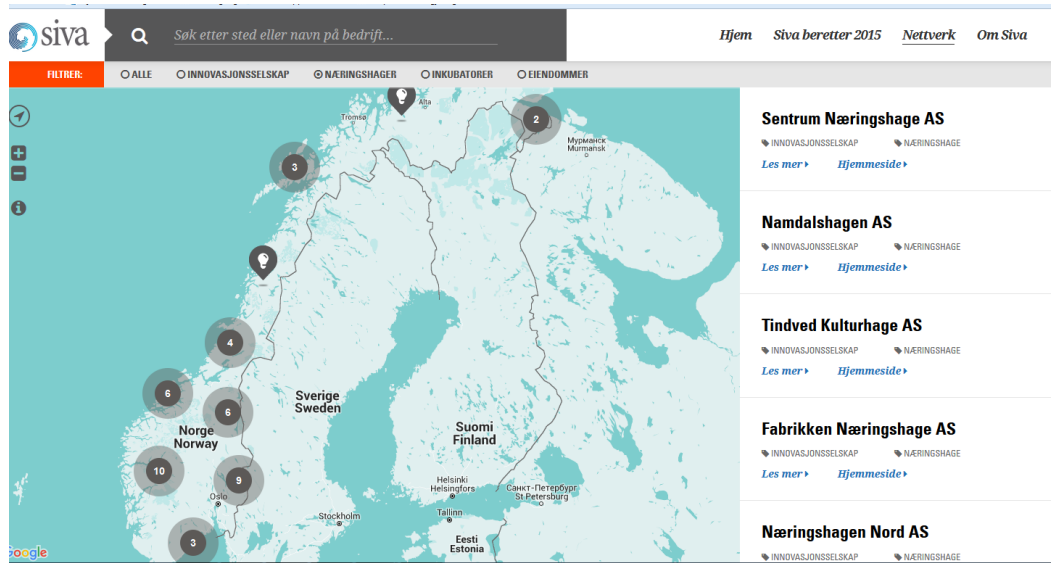 siva
Søk etter sted eller navn på bedrift...
Hjem Siva beretter 2015 Nettverk Om Siva
FILTRER: ALLE INNOVASJONSSELSKAP NÆRINGSHAGER INKUBATORER EIENDOMMER
Alta
Tromsø
2
Мурманск
Murmansk
3
4
6
6
Sverige
Sweden
Norge
Norway
Suomi
Finland
10
9
Oslo
Helsinki
Helsingfors
Санкт-Петербург
St Petersburg
Stockholm
Tallinn
3
Eesti
Estonia
Google
Sentrum Næringshage AS
INNOVASJONSSELSKAP NÆRINGSHAGE
Les mer Hjemmeside
Namdalshagen AS
INNOVASJONSSELSKAP NÆRINGSHAGE
Les mer Hjemmeside
Tindved Kulturhage AS
INNOVASJONSSELSKAP NÆRINGSHAGE
Les mer Hjemmeside
Fabrikken Næringshage AS
INNOVASJONSSELSKAP NÆRINGSHAGE
Les mer Hjemmeside
Næringshagen Nord AS
INNOVASJONSSELSKAP NÆRINGSHAGE